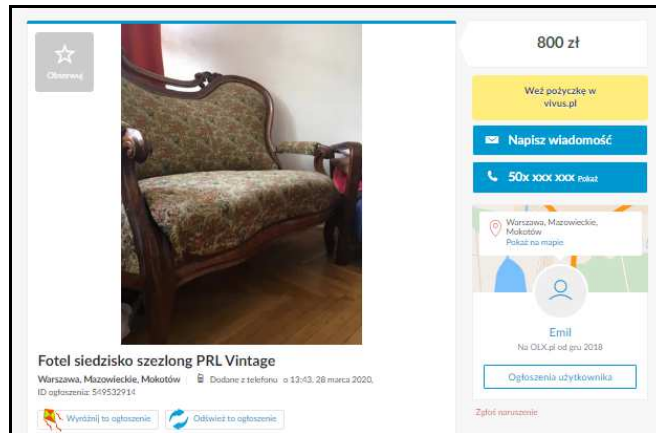 Obserwuj
800 zł
Weź pożyczkę w
vivus.pl
Napisz wiadomość
50x xxx xxx Pokaż
Warszawa, Mazowieckie,
Mokotów
Pokaż na mapie
Emil
Na OLX.pl od gru 2018
Ogłoszenia użytkownika
Zgłoś naruszenie
Fotel siedzisko szezlong PRL Vintage
Warszawa, Mazowieckie, Mokotów Dodane z telefonu o 13:43, 28 marca 2020,
ID ogłoszenia: 549532914
Wyróżnij to ogłoszenie Odśwież to ogłoszenie